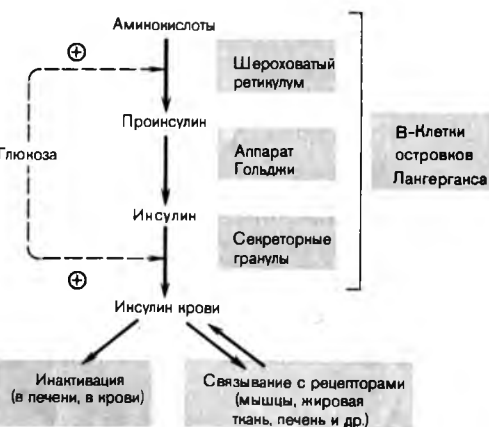 Аминокислоты
⊕
Шероховатый
ретикулум
Проинсулин
Глюкоза
Аппарат
Гольджи
В-Клетки
островков
Лангерганса
Инсулин
Секреторные
гранулы
⊕
Инсулин крови
Инактивация
(в печени, в крови)
Связывание с рецепторами
(мышцы, жировая
ткань, печень и др.)